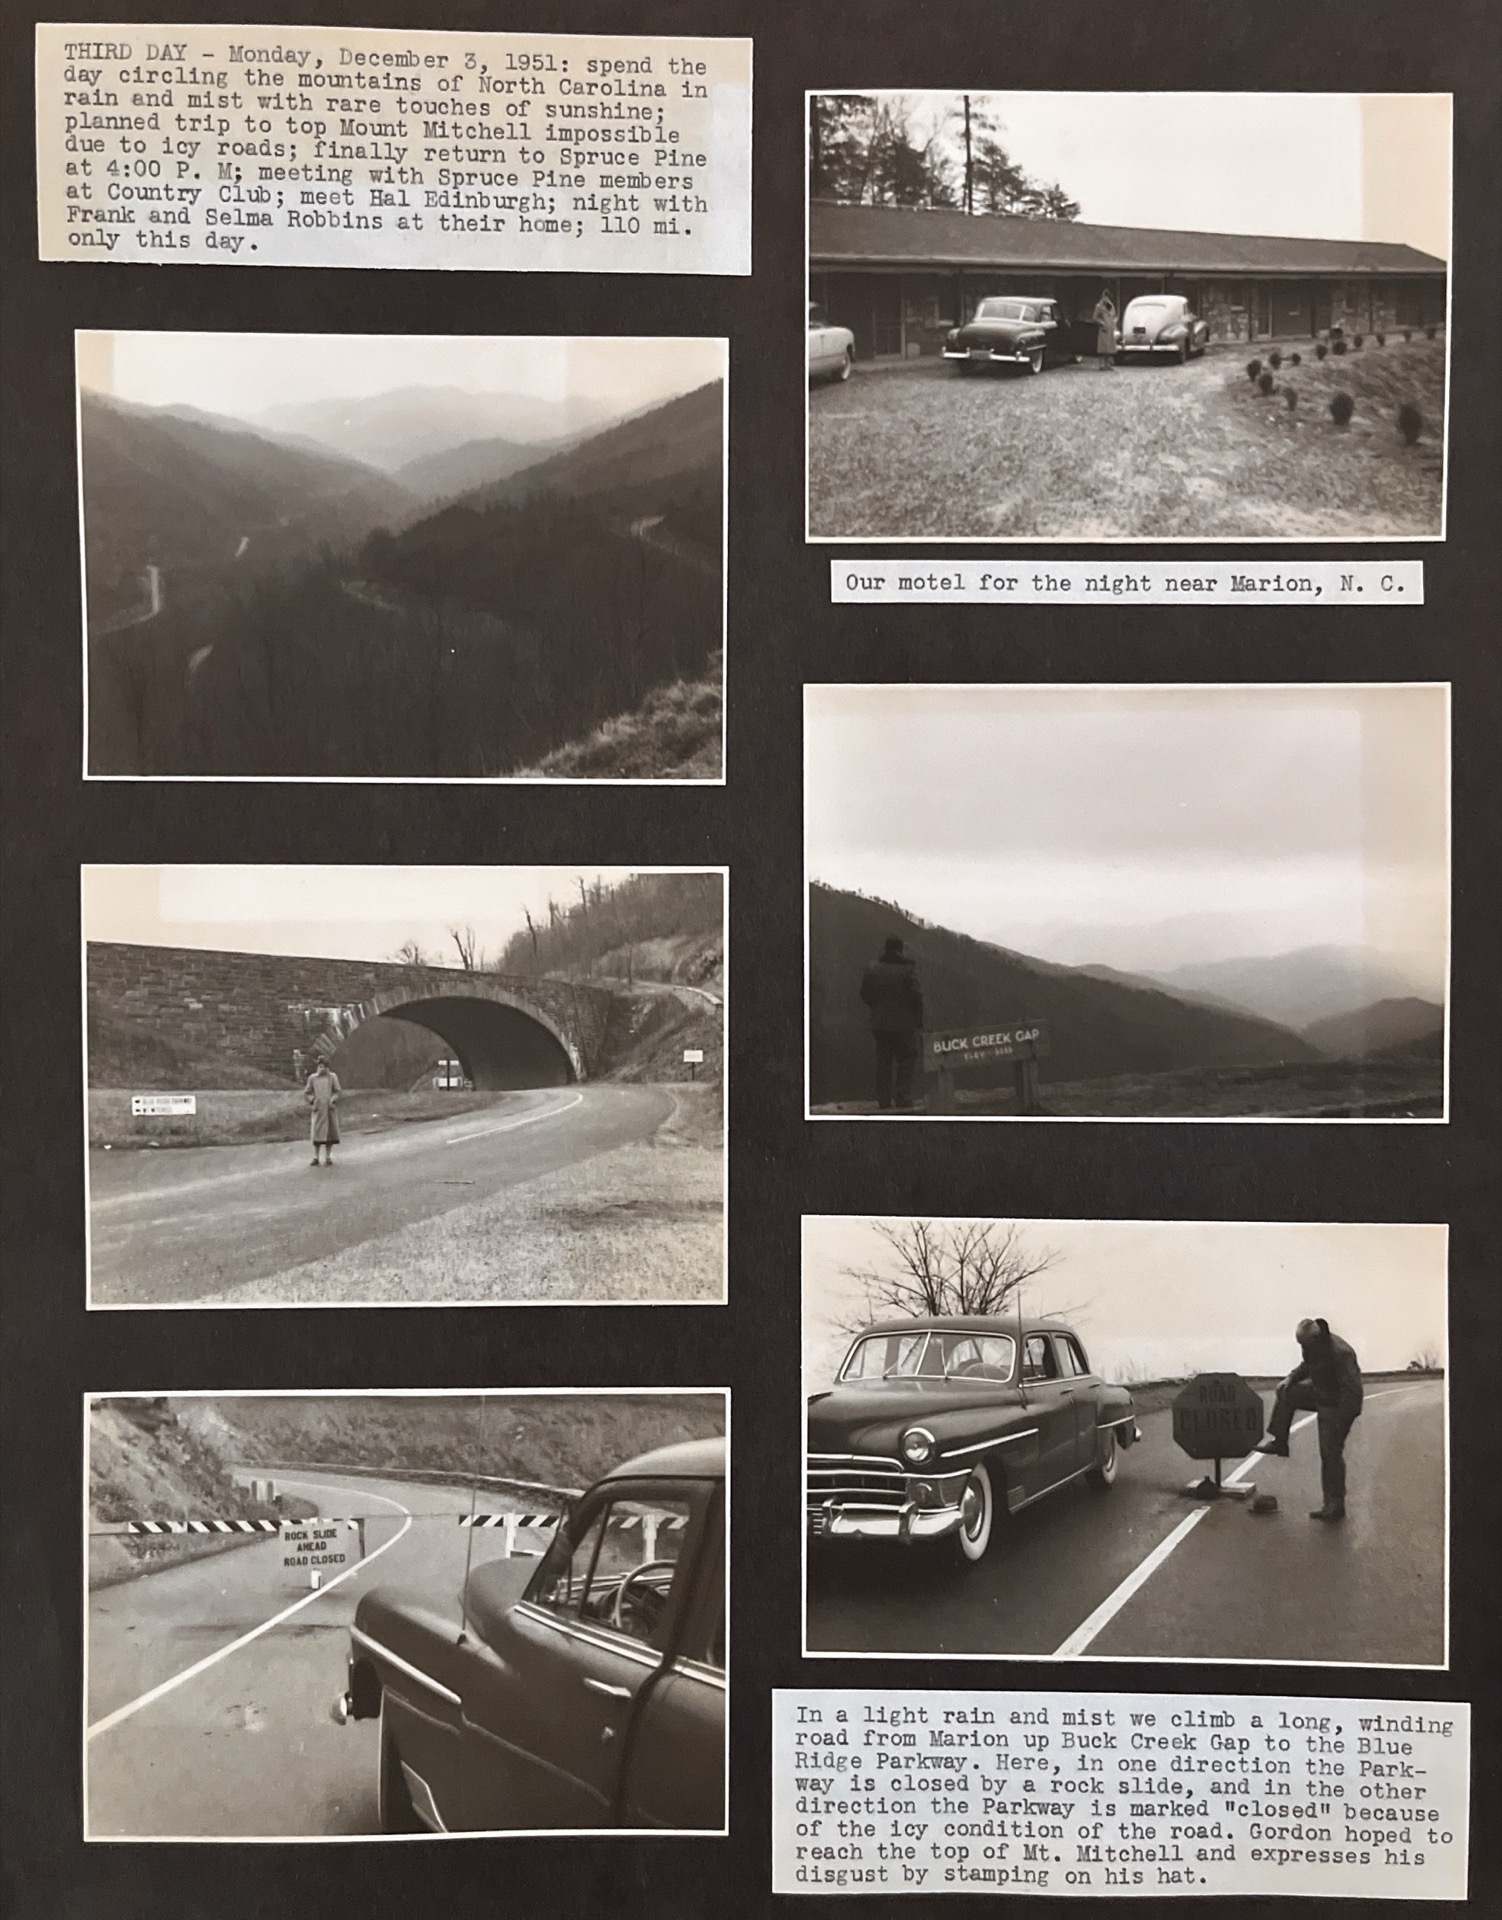 THIRD DAY - Monday, December 3, 1951: spend the
day circling the mountains of North Carolina in
rain and mist with rare touches of sunshine;
planned trip to top Mount Mitchell impossible
due to icy roads; finally return to Spruce Pine
at 4:00 P. M; meeting with Spruce Pine members
at Country Club; meet Hal Edinburgh; night with
Frank and Selma Robbins at their home; 110 mi.
only this day.
Our motel for the night near Marion, N. C.
BUCK CREEK GAP
ELEV
BLUE RIDGE PARKWAY
MT MITCHELL
ROCK SLIDE
AHEAD
ROAD CLOSED
ROAD
CLOSED
In a light rain and mist we climb a long, winding
road from Marion up Buck Creek Gap to the Blue
Ridge Parkway. Here, in one direction the Park-
way is closed by a rock slide, and in the other
direction the Parkway is marked "closed" because
of the icy condition of the road. Gordon hoped to
reach the top of Mt. Mitchell and expresses his
disgust by stamping on his hat.